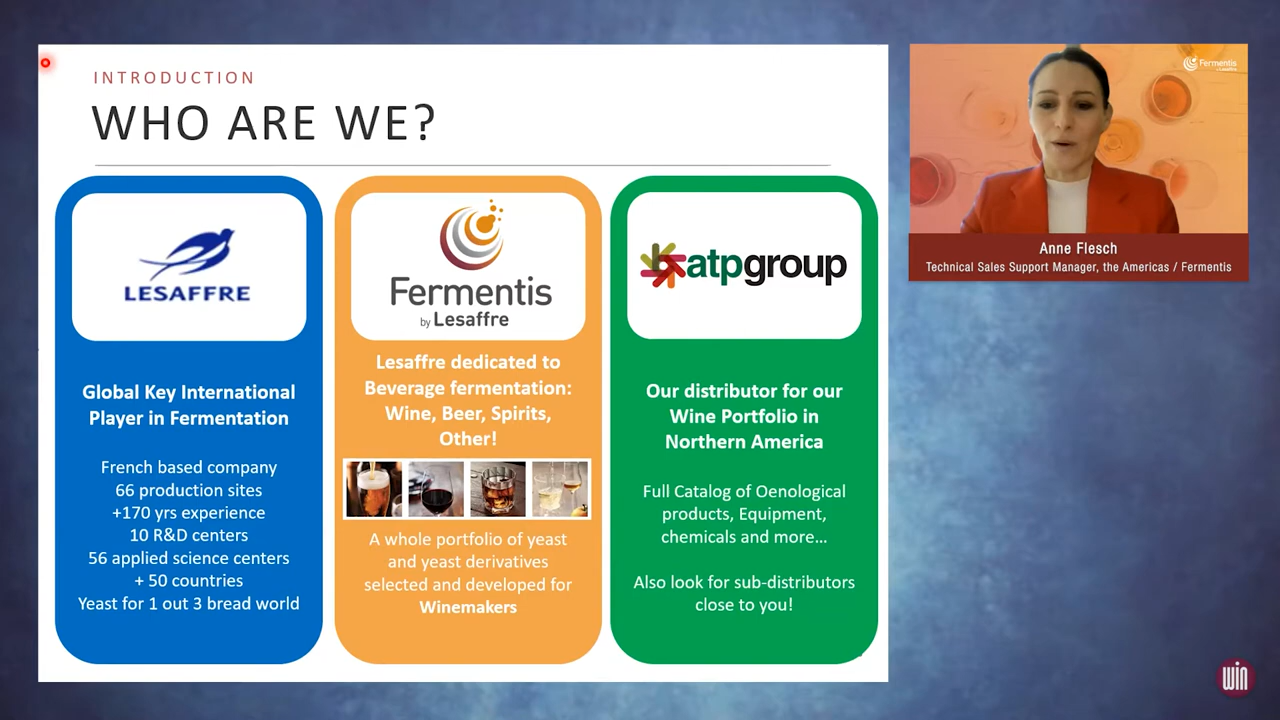 INTRODUCTION
WHO ARE WE?
LESAFFRE
Global Key International
Player in Fermentation
French based company
66 production sites
+170 yrs experience
10 R&D centers
56 applied science centers
+ 50 countries
Yeast for 1 out 3 bread world
Fermentis
by Lesaffre
Lesaffre dedicated to
Beverage fermentation:
Wine, Beer, Spirits,
Other!
A whole portfolio of yeast
and yeast derivatives
selected and developed for
Winemakers
atpgroup
Our distributor for our
Wine Portfolio in
Northern America
Full Catalog of Oenological
products, Equipment,
chemicals and more...
Also look for sub-distributors
close to you!
Fermentis
by Lesaffre
Anne Flesch
Technical Sales Support Manager, the Americas / Fermentis
win